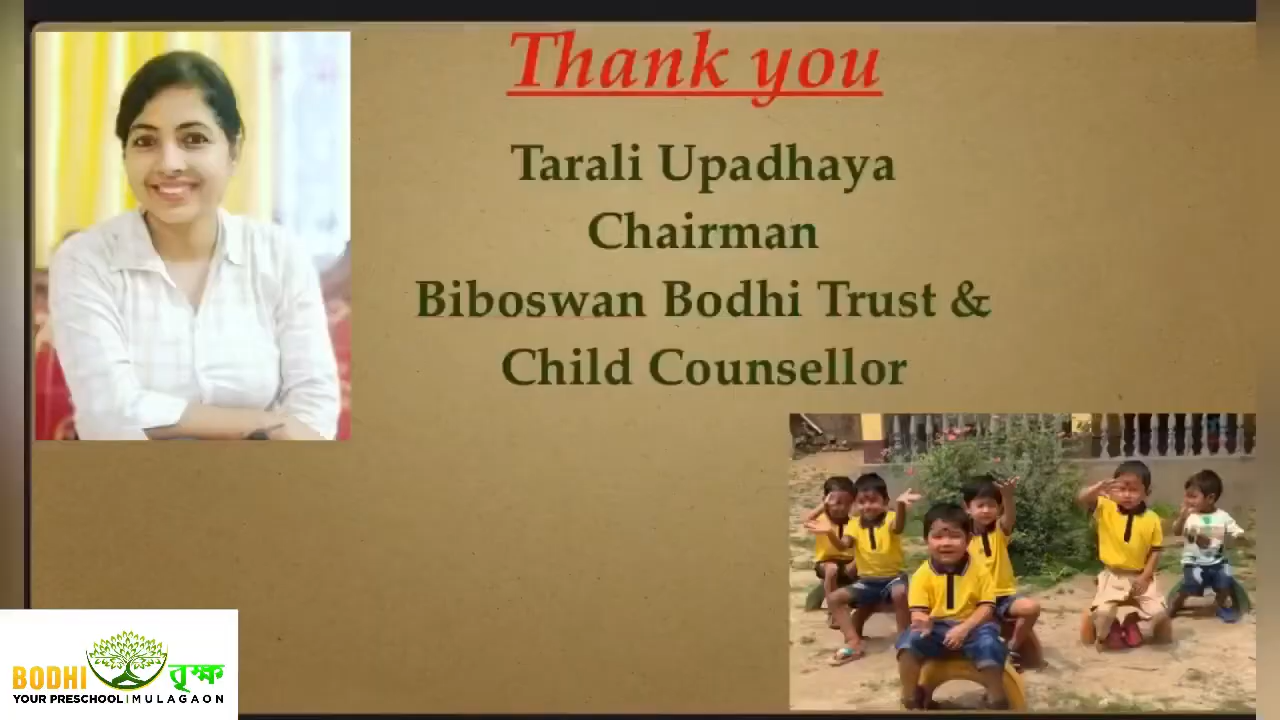 Thank you
Tarali Upadhaya
Chairman
Biboswan Bodhi Trust &
Child Counsellor
BODHI বৃক্ষ
YOUR PRESCHOOL | MULAGAON